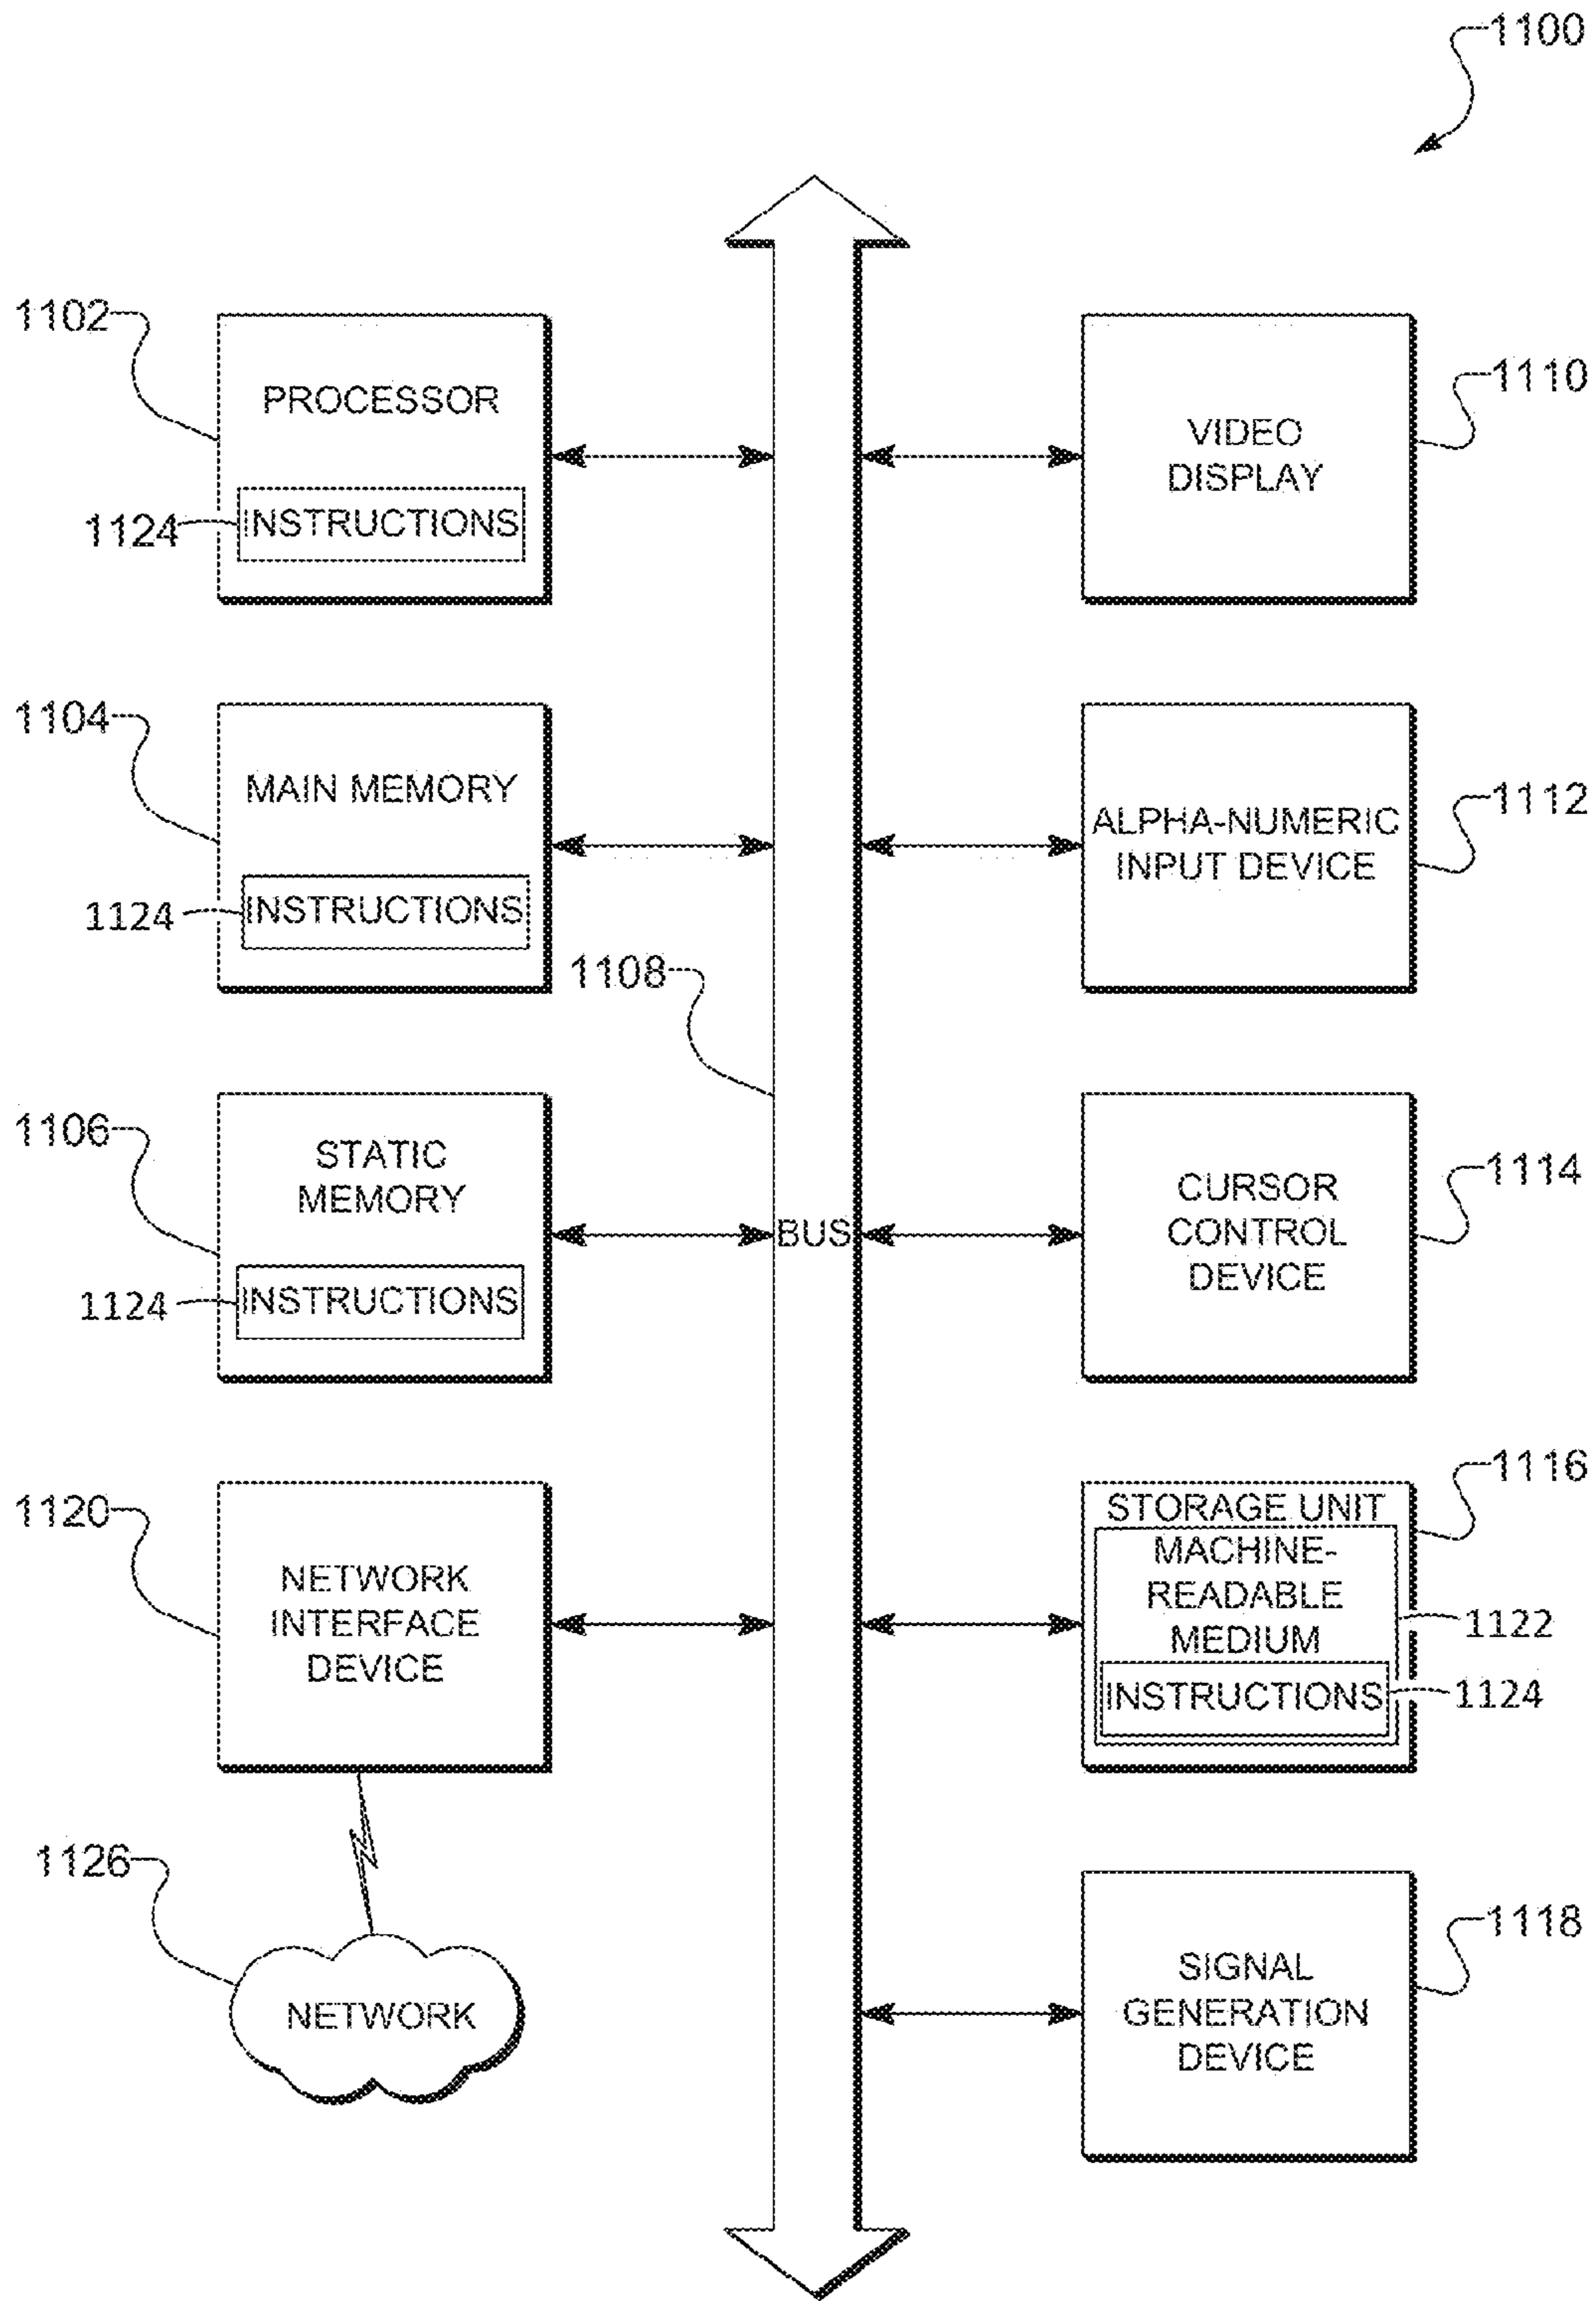 1100
1102
PROCESSOR
1124
INSTRUCTIONS
1110
VIDEO
DISPLAY
1104
MAIN MEMORY
1124
INSTRUCTIONS
1112
ALPHA-NUMERIC
INPUT DEVICE
1108
1106
STATIC
MEMORY
1124
INSTRUCTIONS
BUS
1114
CURSOR
CONTROL
DEVICE
1120
NETWORK
INTERFACE
DEVICE
1116
STORAGE UNIT
MACHINE-
READABLE
MEDIUM
1122
INSTRUCTIONS
1124
1126
NETWORK
1118
SIGNAL
GENERATION
DEVICE